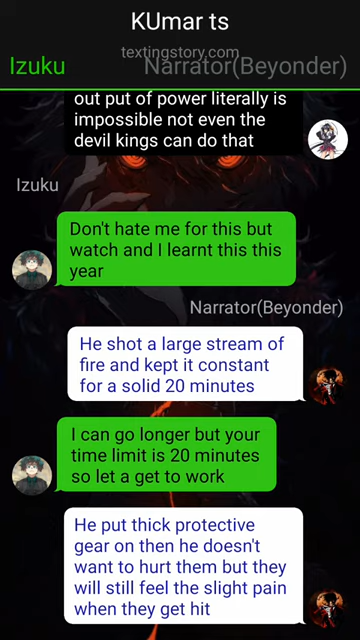 KUmar ts
textingstory.com
Izuku
Narrator(Beyonder)
out put of power literally is
impossible not even the
devil kings can do that
Izuku
Don't hate me for this but
watch and I learnt this this
year
Narrator(Beyonder)
He shot a large stream of
fire and kept it constant
for a solid 20 minutes
I can go longer but your
time limit is 20 minutes
so let a get to work
He put thick protective
gear on then he doesn't
want to hurt them but they
will still feel the slight pain
when they get hit